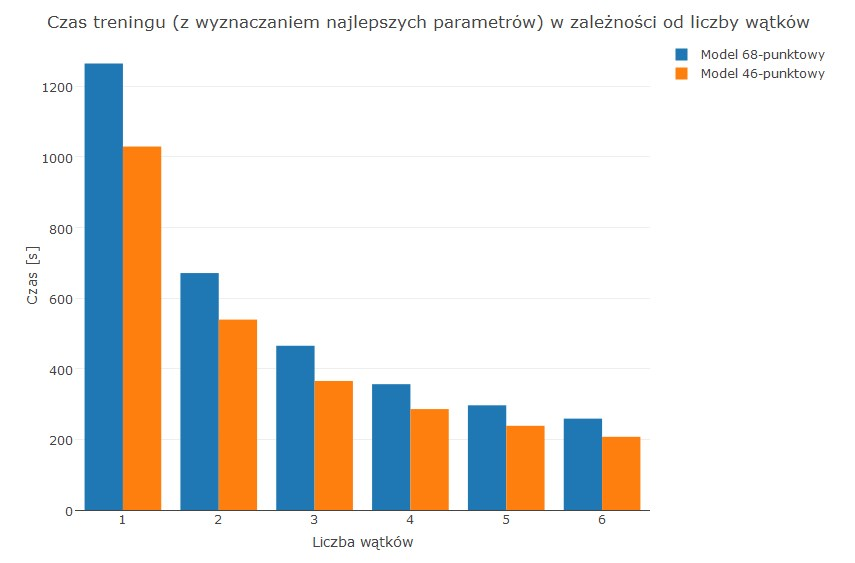 Czas treningu (z wyznaczaniem najlepszych parametrów) w zależności od liczby wątków
Model 68-punktowy
Model 46-punktowy
1200
1000
800
600
400
200
0
Czas [s]
1 2 3 4 5 6
Liczba wątków